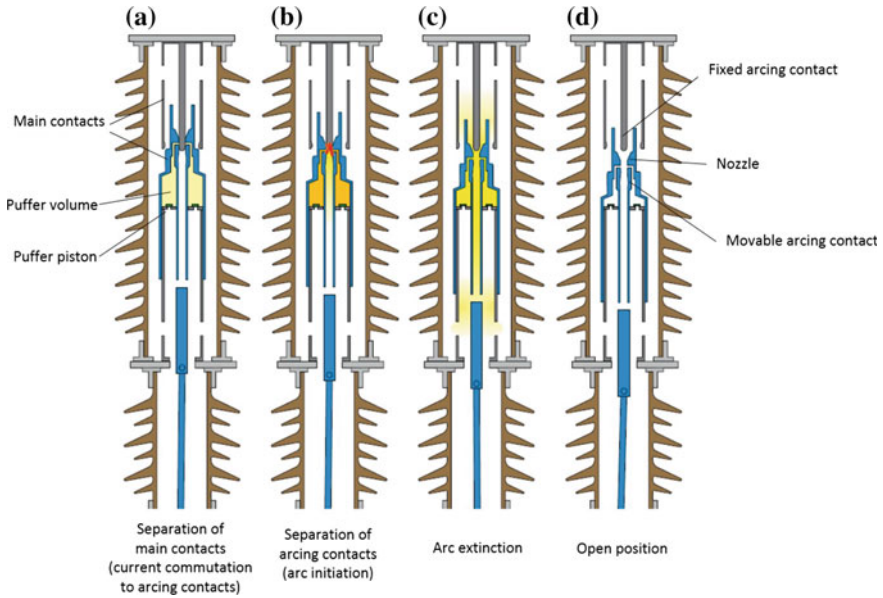 (a)
(b)
(c)
(d)
Main contacts
Puffer volume
Puffer piston
Fixed arcing contact
Nozzle
Movable arcing contact
Separation of
main contacts
(current commutation
to arcing contacts)
Separation of
arcing contacts
(arc initiation)
Arc extinction
Open position